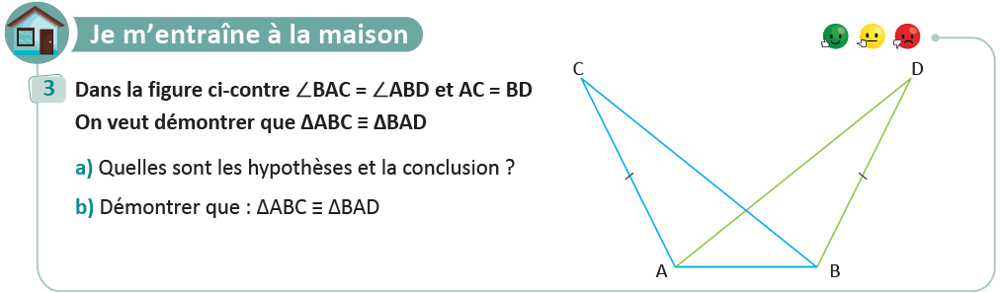 Je m'entraîne à la maison
3 Dans la figure ci-contre ∠BAC = ∠ABD et AC = BD
On veut démontrer que ΔABC ≡ ΔBAD
a) Quelles sont les hypothèses et la conclusion ?
b) Démontrer que : ΔABC ≡ ΔBAD
C
D
A
B